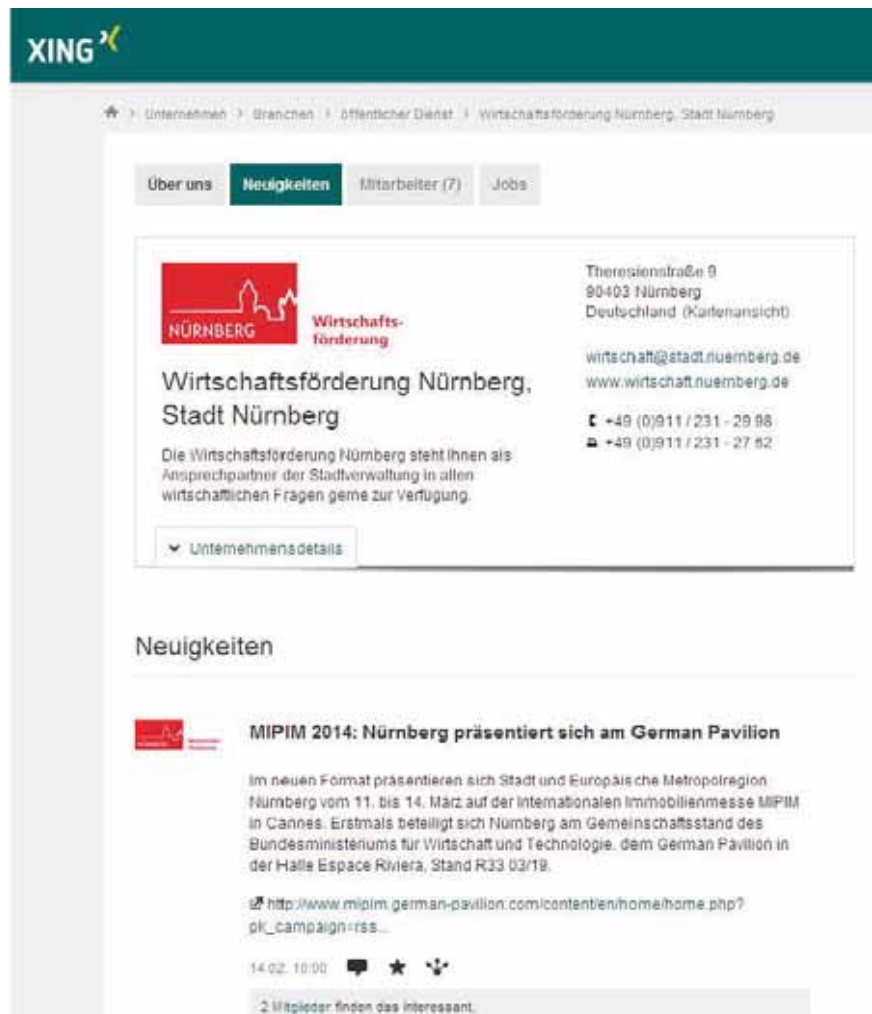 XING
> Unternehmen > Branchen > öffentlicher Dienst > Wirtschaftsförderung Nürnberg, Stadt Nürnberg
Über uns Neuigkeiten Mitarbeiter (7) Jobs
NÜRNBERG
Wirtschafts-
förderung
Wirtschaftsförderung Nürnberg,
Stadt Nürnberg
Die Wirtschaftsförderung Nürnberg steht Ihnen als
Ansprechpartner der Stadtverwaltung in allen
wirtschaftlichen Fragen gerne zur Verfügung.
Unternehmensdetails
Theresienstraße 9
90403 Nürnberg
Deutschland (Kartenansicht)
wirtschaft@stadt.nuernberg.de
www.wirtschaft.nuernberg.de
+49 (0)911 / 231 - 29 98
+49 (0)911 / 231 - 27 62
Neuigkeiten
MIPIM 2014: Nürnberg präsentiert sich am German Pavilion
Im neuen Format präsentieren sich Stadt und Europäische Metropolregion
Nürnberg vom 11. bis 14. März auf der Internationalen Immobilienmesse MIPIM
in Cannes. Erstmals beteiligt sich Nürnberg am Gemeinschaftsstand des
Bundesministeriums für Wirtschaft und Technologie, dem German Pavilion in
der Halle Espace Riviera, Stand R33 03/19.
http://www.mipim.german-pavilion.com/content/en/home/home.php?
pk_campaign=rss...
14.02. 10:00
2 Mitglieder finden das interessant.